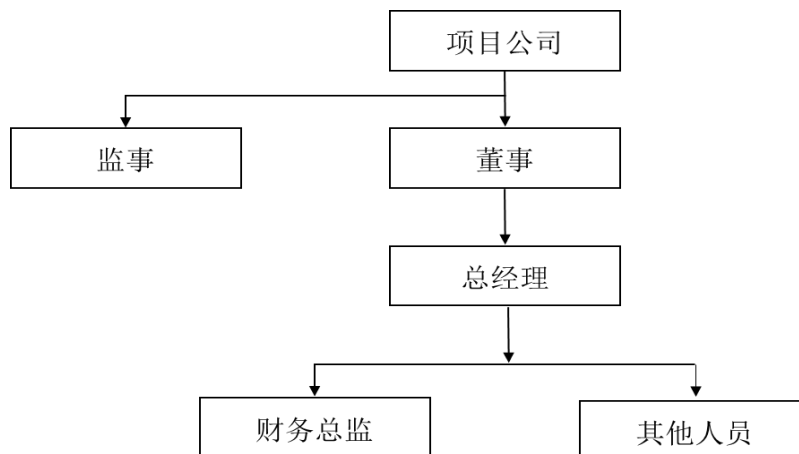 项目公司
监事
董事
总经理
财务总监
其他人员